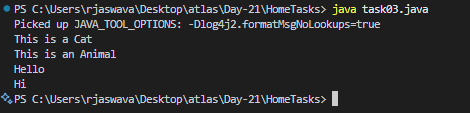 PS C:\Users\rjaswava\Desktop\atlas\Day-21\HomeTasks> java task03.java
Picked up JAVA_TOOL_OPTIONS: -Dlog4j2.formatMsgNoLookups=true
This is a Cat
This is an Animal
Hello
Hi
PS C:\Users\rjaswava\Desktop\atlas\Day-21\HomeTasks>